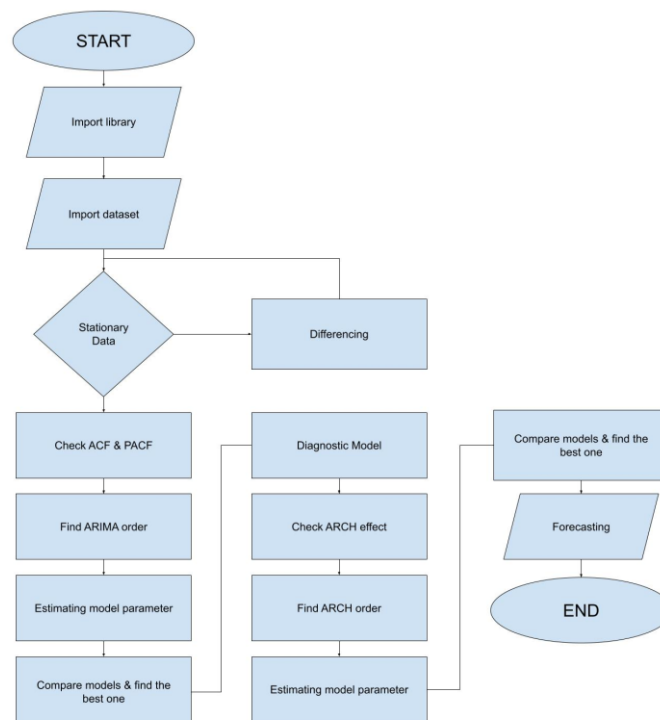 START
Import library
Import dataset
Stationary
Data
Differencing
Check ACF & PACF
Find ARIMA order
Estimating model parameter
Compare models & find the
best one
Diagnostic Model
Check ARCH effect
Find ARCH order
Estimating model parameter
Compare models & find the
best one
Forecasting
END